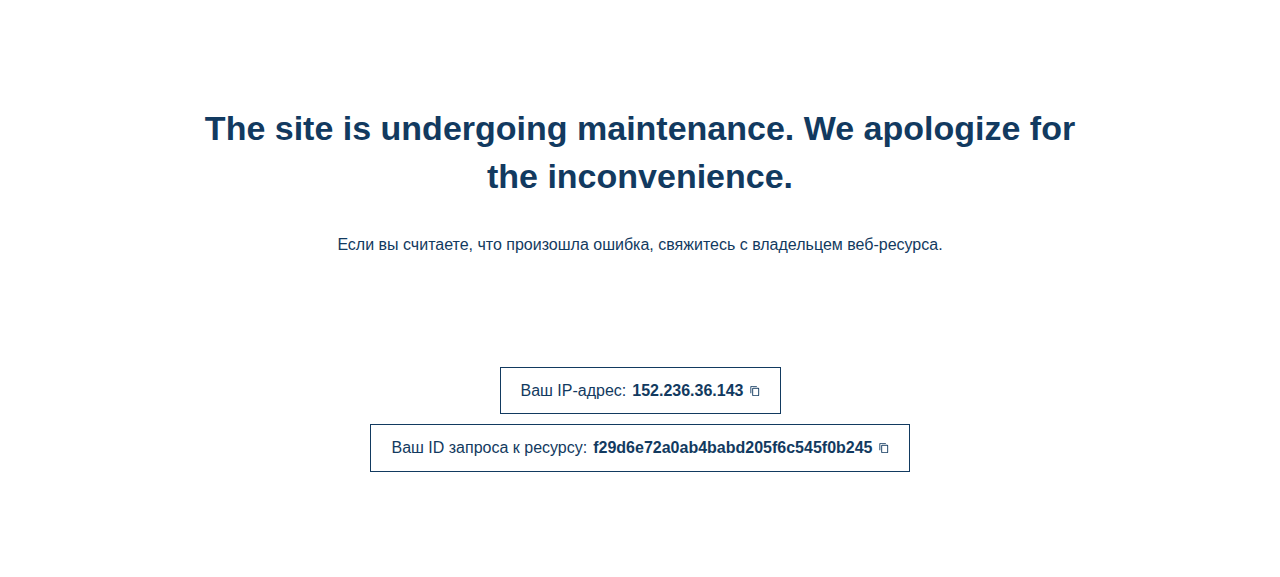 The site is undergoing maintenance. We apologize for
the inconvenience.
Если вы считаете, что произошла ошибка, свяжитесь с владельцем веб-ресурса.
Ваш IP-адрес: 152.236.36.143
Ваш ID запроса к ресурсу: f29d6e72a0ab4babd205f6c545f0b245